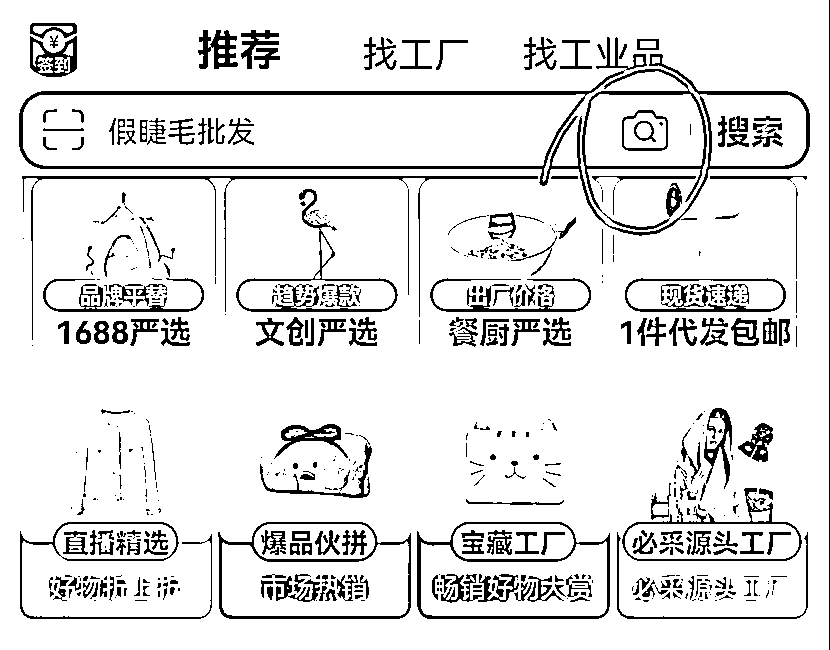 ¥
签到
推荐 找工厂 找工业品
假睫毛批发 搜索
品牌平替 趋势爆款 出厂价格 现货速递
1688严选 文创严选 餐厨严选 1件代发包邮
直播精选 爆品伙拼 宝藏工厂 必采源头工厂
好物折上折 市场热销 畅销好物大赏 必采源头工厂